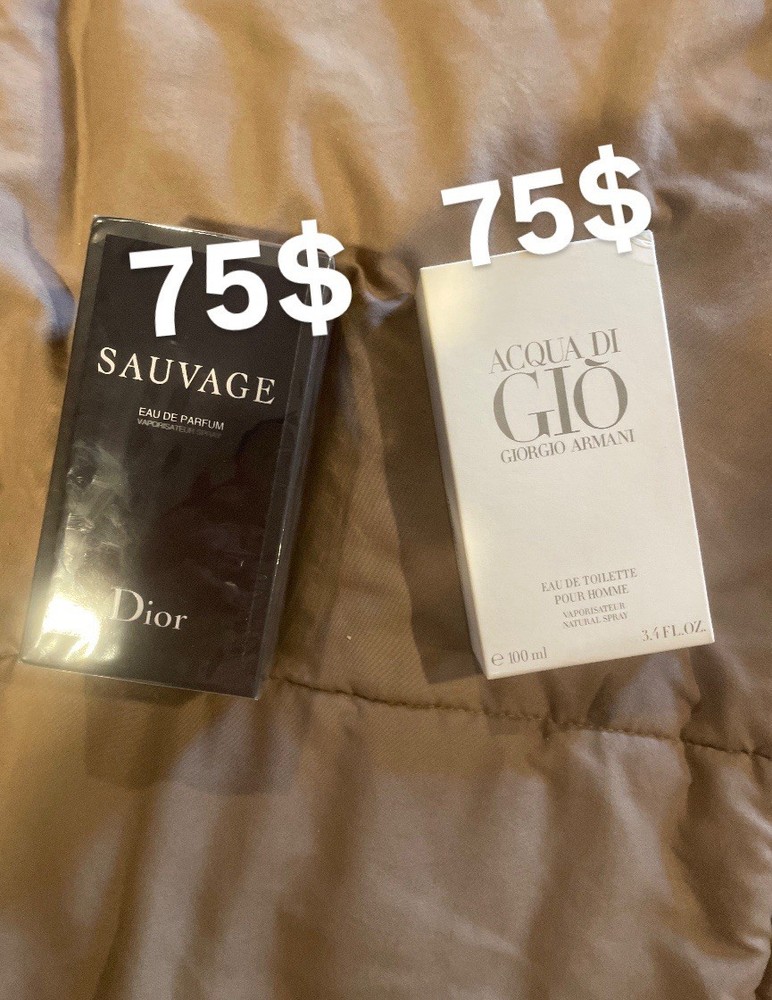 75$
SAUVAGE
EAU DE PARFUM
VAPORISATEUR SPRAY
Dior
75$
ACQUA DI
GIÒ
GIORGIO ARMANI
EAU DE TOILETTE
POUR HOMME
VAPORISATEUR
NATURAL SPRAY
℮ 100 ml
3.4 FL.OZ.